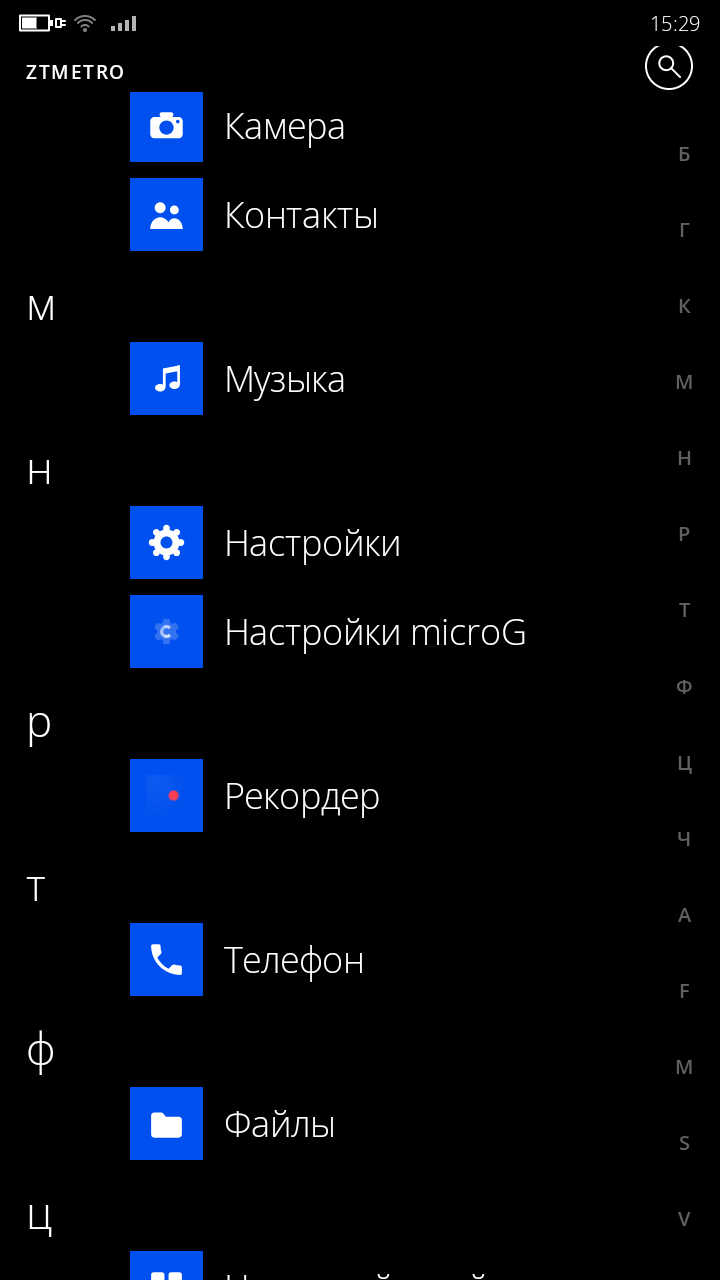 15:29
ZTMETRO
Камера
Б
Контакты
Г
М
К
Музыка
М
Н
Н
Настройки
Р
Настройки microG
Т
р
Ф
Рекордер
Ц
Т
Ч
Телефон
A
ф
F
Файлы
M
Ц
S
V